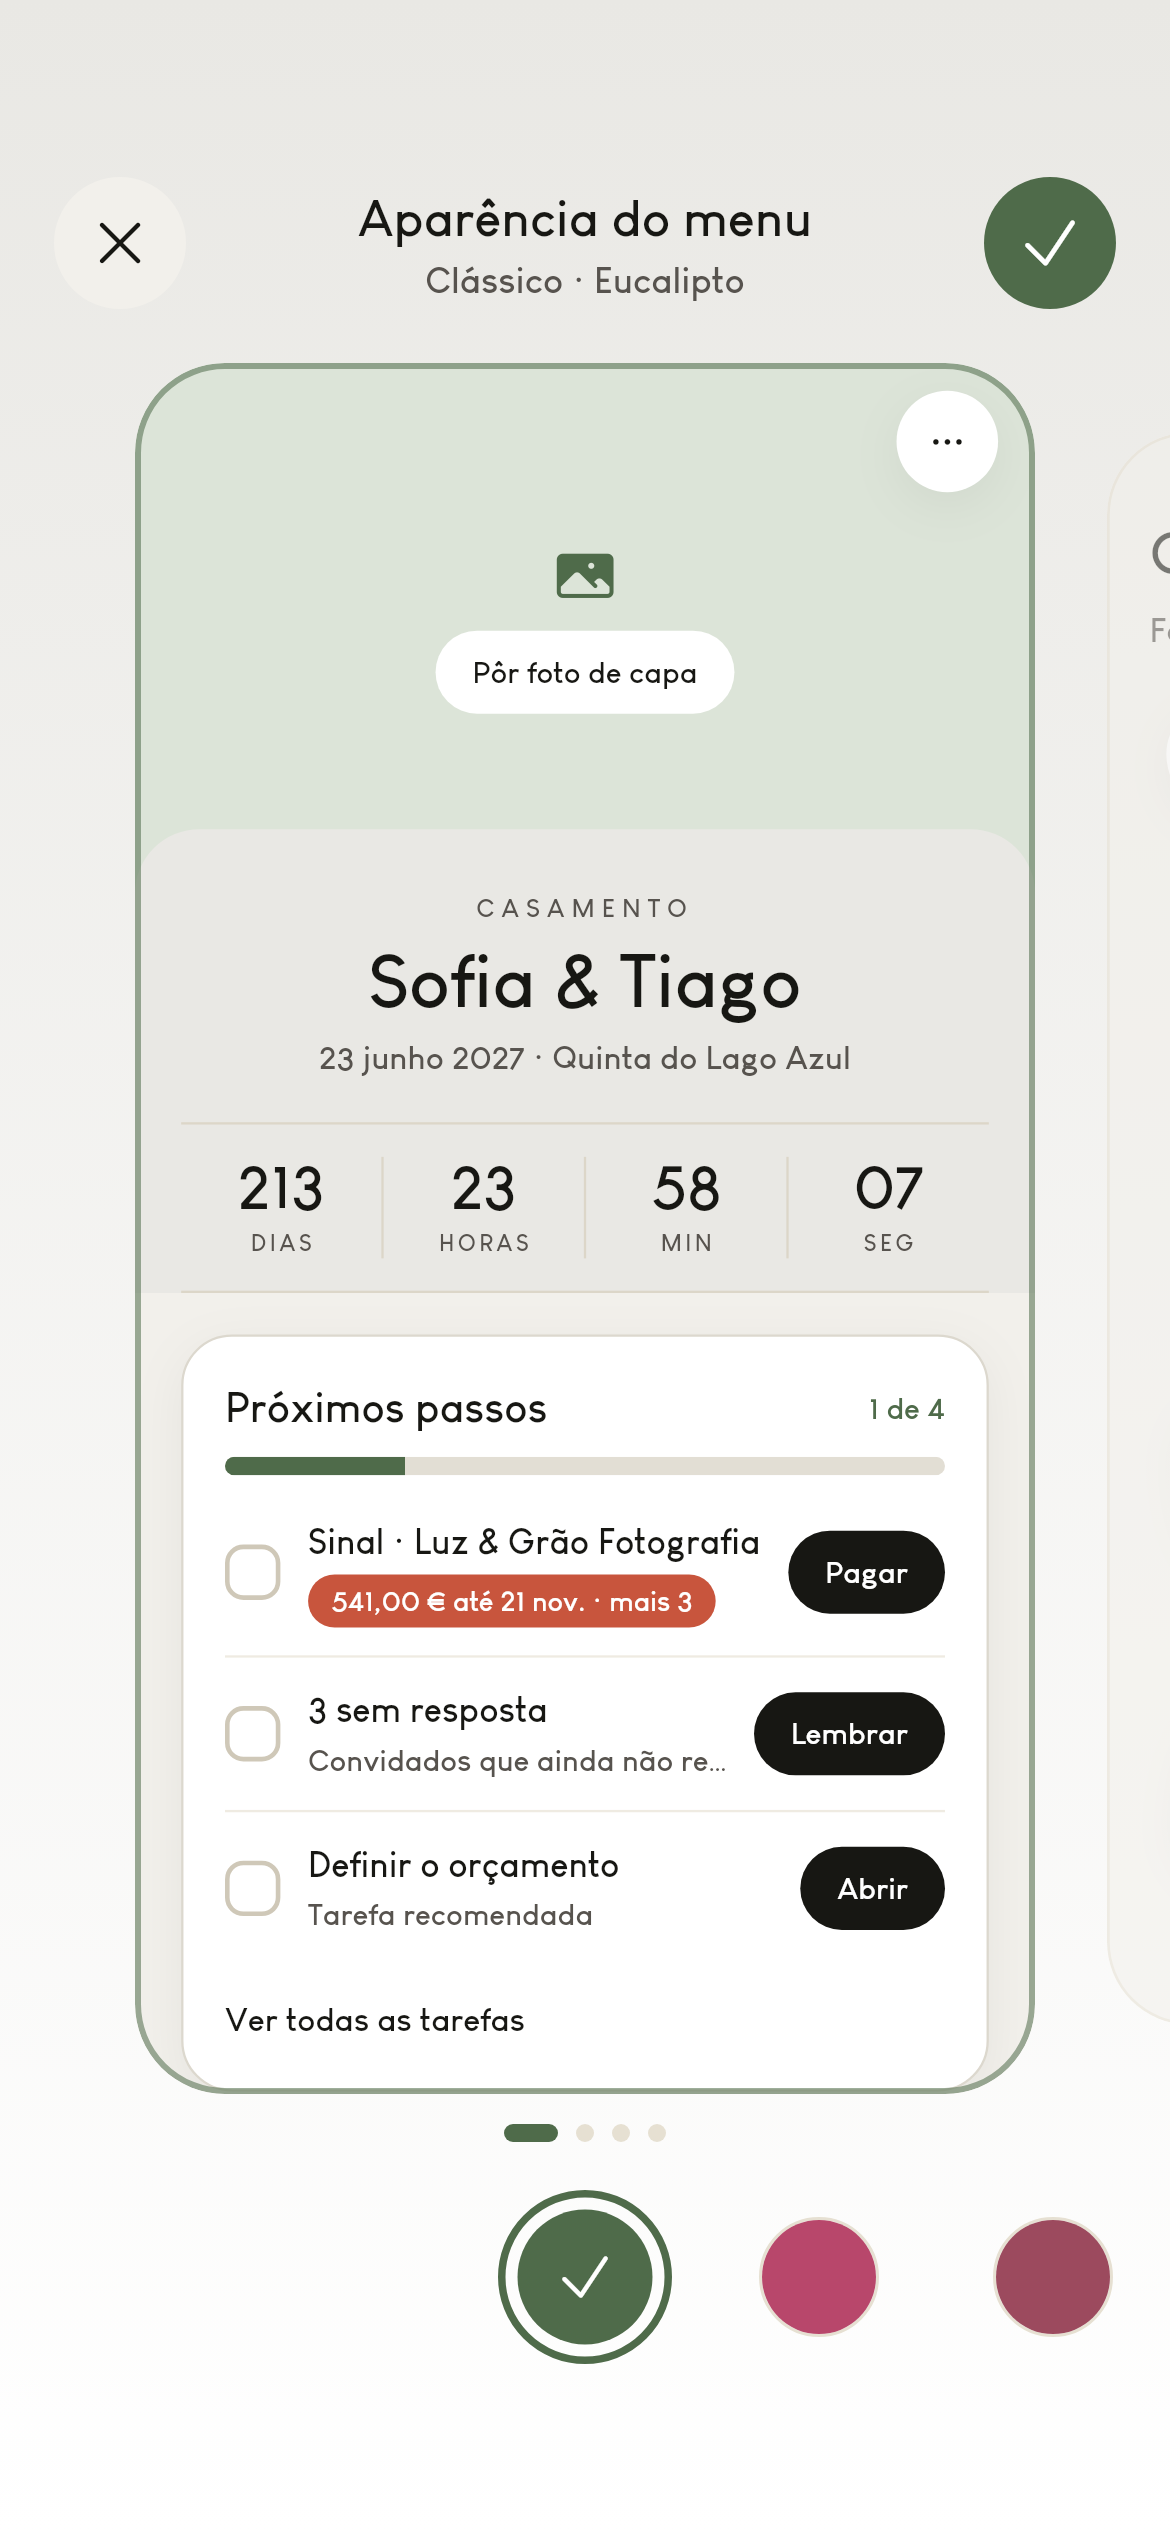 Aparência do menu
Clássico · Eucalipto
Pôr foto de capa
CASAMENTO
Sofia & Tiago
23 junho 2027 · Quinta do Lago Azul
213 23 58 07
DIAS HORAS MIN SEG
Próximos passos 1 de 4
Sinal · Luz & Grão Fotografia
541,00 € até 21 nov. · mais 3
Pagar
3 sem resposta
Convidados que ainda não re...
Lembrar
Definir o orçamento
Tarefa recomendada
Abrir
Ver todas as tarefas